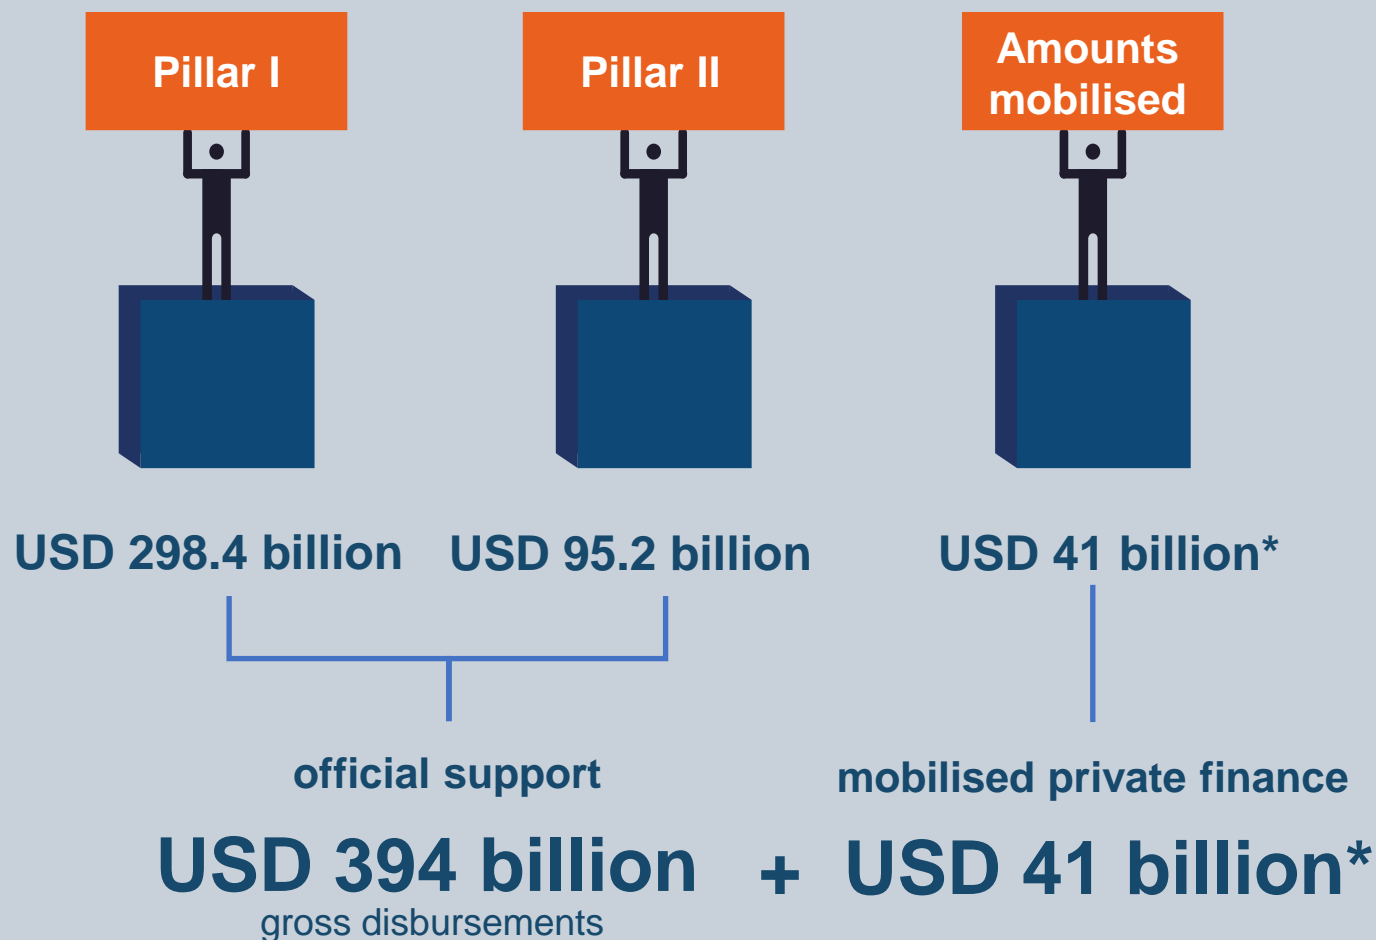 Pillar I
Pillar II
Amounts
mobilised
USD 298.4 billion
USD 95.2 billion
USD 41 billion*
official support
mobilised private finance
USD 394 billion + USD 41 billion*
gross disbursements